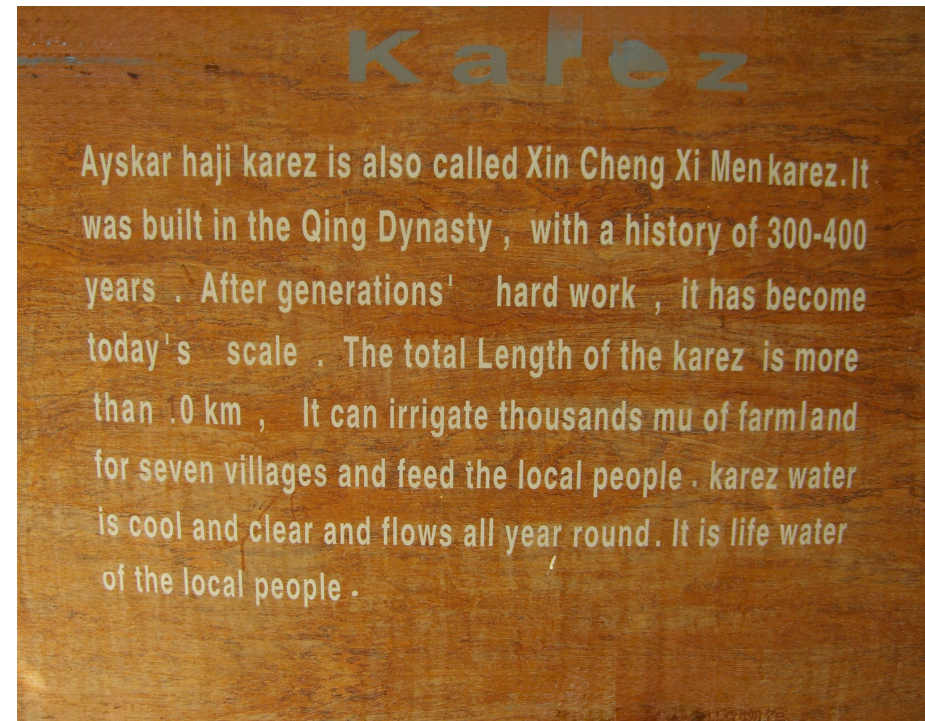 Karez
Ayskar haji karez is also called Xin Cheng Xi Men karez. It
was built in the Qing Dynasty , with a history of 300-400
years . After generations' hard work , it has become
today's scale . The total Length of the karez is more
than km , It can irrigate thousands mu of farmland
for seven villages and feed the local people . karez water
is cool and clear and flows all year round. It is life water
of the local people .